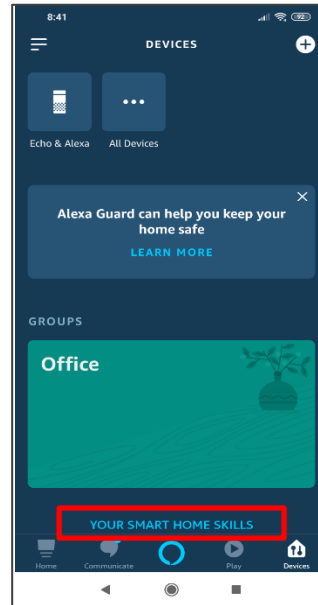 8:41
92
DEVICES
Echo & Alexa
All Devices
Alexa Guard can help you keep your
home safe
LEARN MORE
GROUPS
Office
YOUR SMART HOME SKILLS
Home
Communicate
Play
Devices